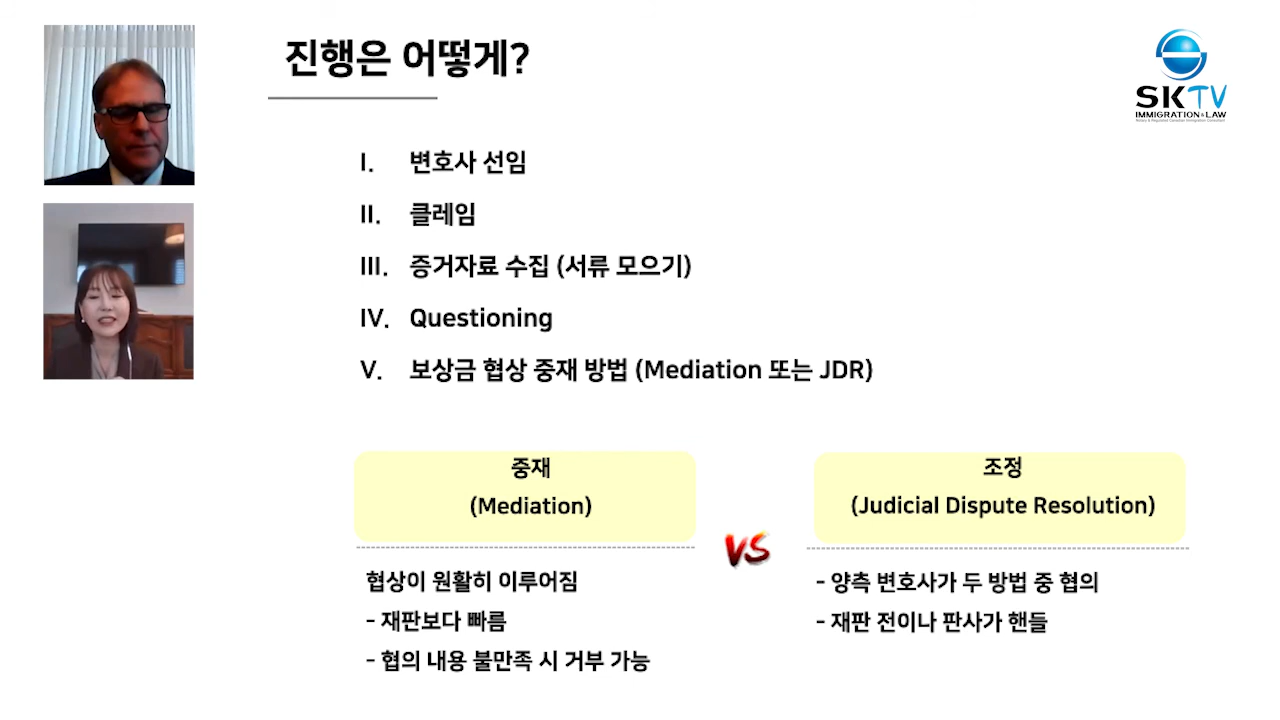 진행은 어떻게?
SKTV
IMMIGRATION & LAW
I. 변호사 선임
II. 클레임
III. 증거자료 수집 (서류 모으기)
IV. Questioning
V. 보상금 협상 중재 방법 (Mediation 또는 JDR)
중재
(Mediation)
협상이 원활히 이루어짐
- 재판보다 빠름
- 협의 내용 불만족 시 거부 가능
VS
조정
(Judicial Dispute Resolution)
- 양측 변호사가 두 방법 중 협의
- 재판 전이나 판사가 핸들